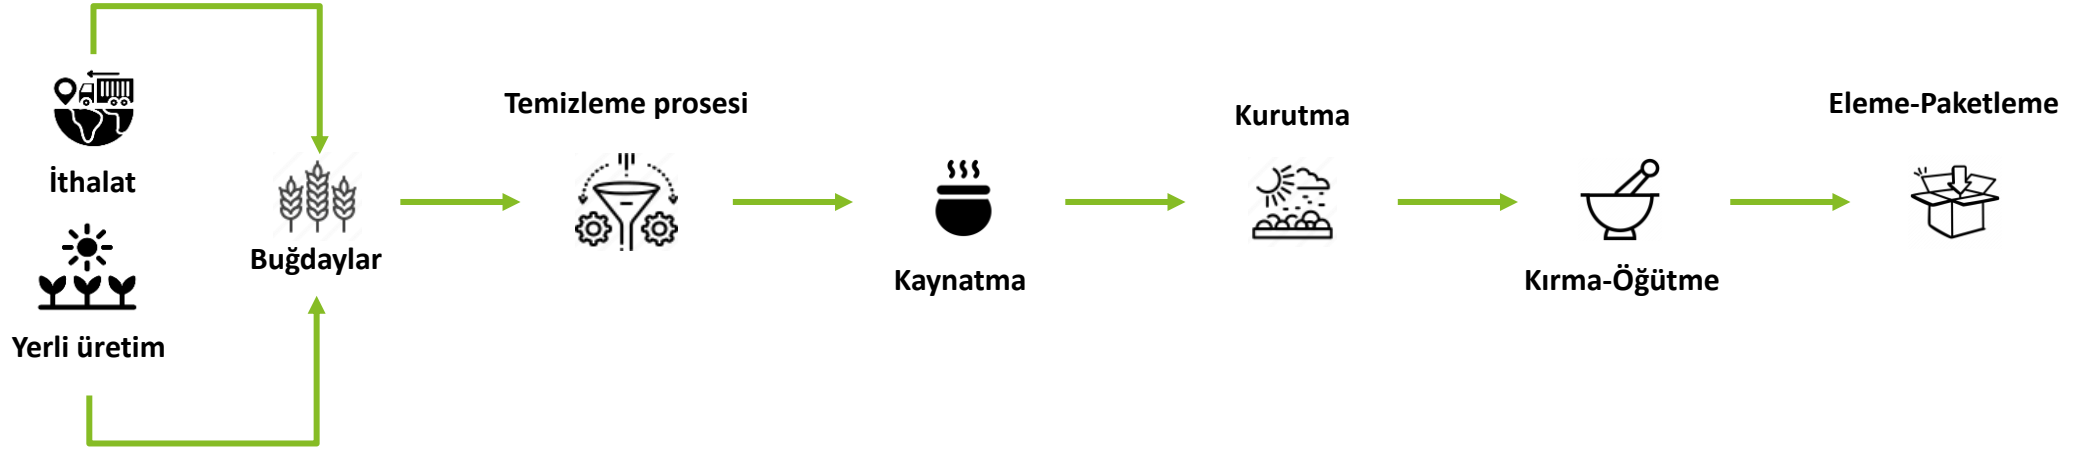 İthalat
Yerli üretim
Buğdaylar
Temizleme prosesi
Kaynatma
Kurutma
Kırma-Öğütme
Eleme-Paketleme